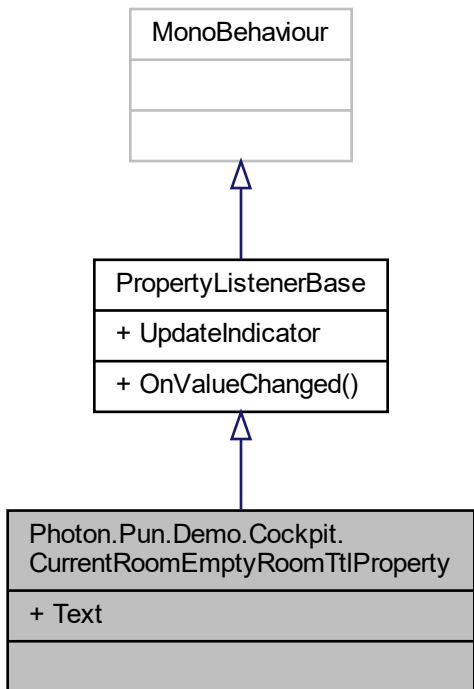 MonoBehaviour
PropertyListenerBase
+ UpdateIndicator
+ OnValueChanged()
Photon.Pun.Demo.Cockpit.
CurrentRoomEmptyRoomTtlProperty
+ Text